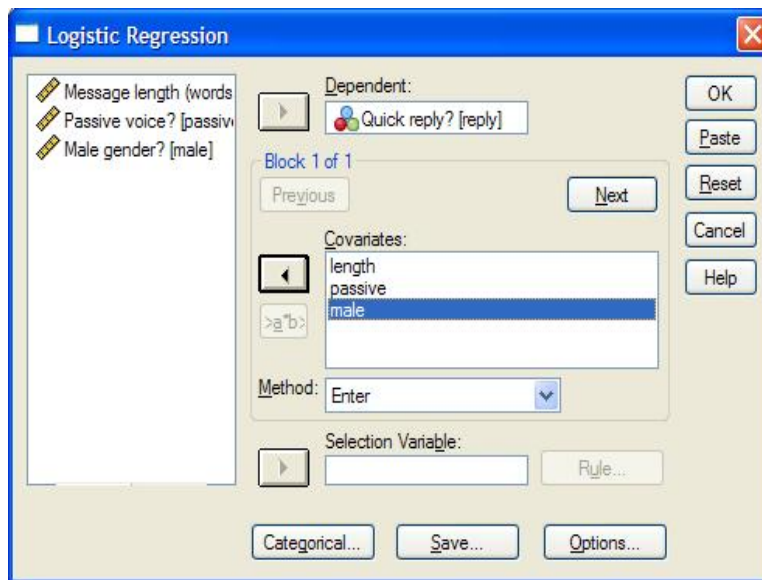 Logistic Regression
Message length (words
Passive voice? [passiv
Male gender? [male]
Dependent:
Quick reply? [reply]
Block 1 of 1
Previous
Next
Covariates:
length
passive
male
>a*b>
Method:
Enter
Selection Variable:
Rule...
Categorical...
Save...
Options...
OK
Paste
Reset
Cancel
Help